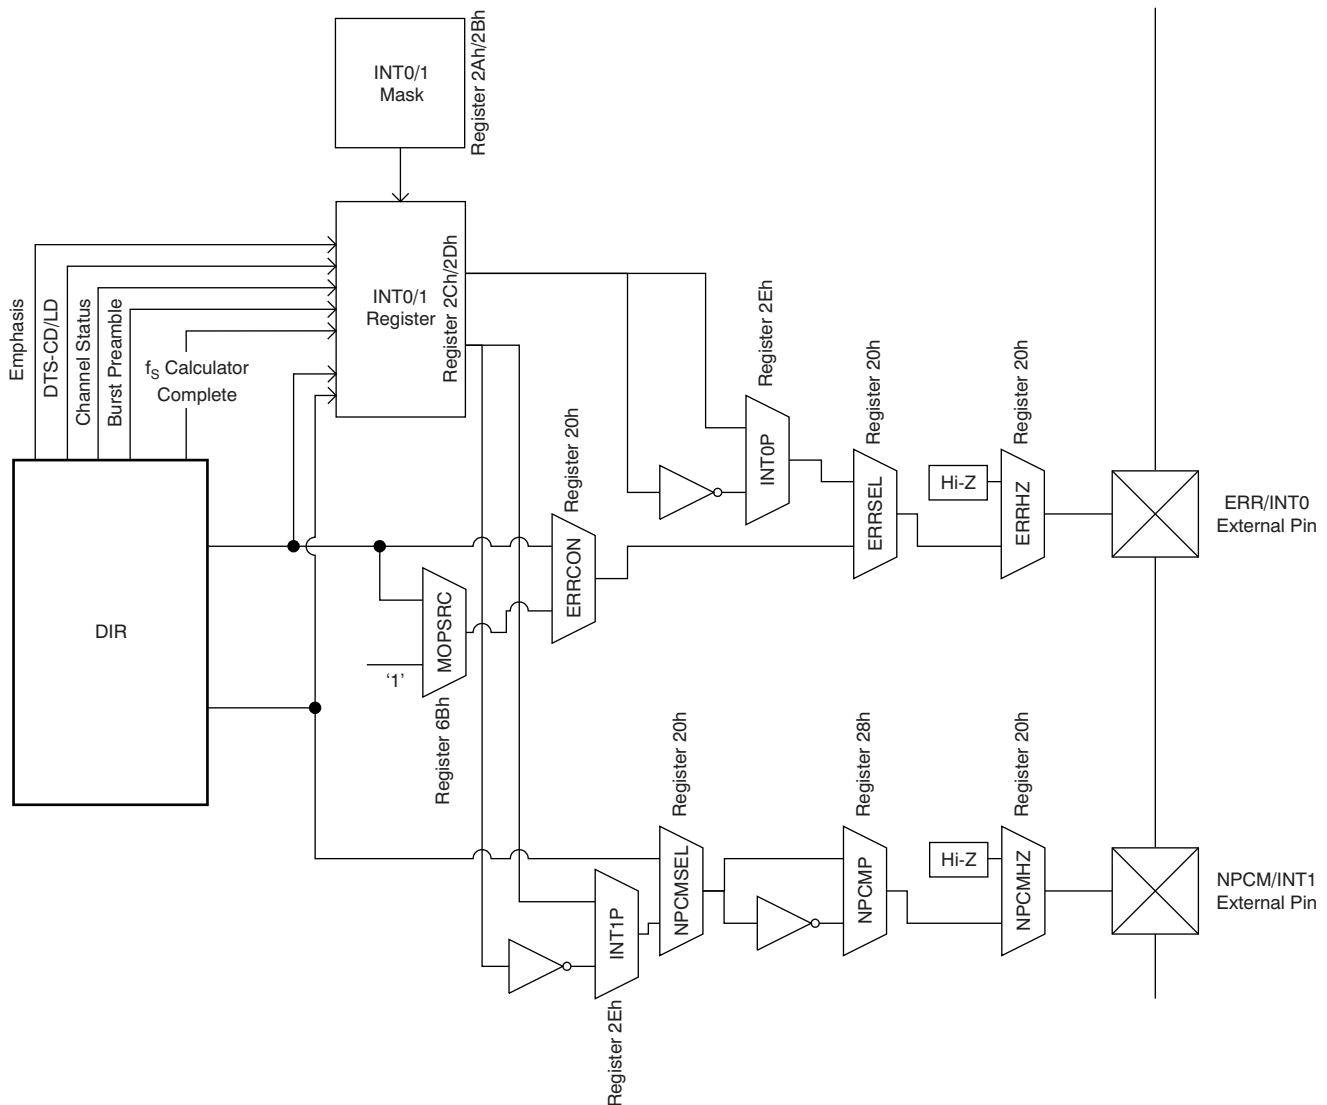 INT0/1
Mask
Register 2Ah/2Bh
INT0/1
Register
Register 2Ch/2Dh
Emphasis
DTS-CD/LD
Channel Status
Burst Preamble
fS Calculator
Complete
DIR
Register 2Eh
INT0P
Register 20h
ERRSEL
Register 20h
Hi-Z
ERRHZ
ERR/INT0
External Pin
Register 20h
ERRCON
MOPSRC
‘1’
Register 6Bh
Register 20h
NPCMSEL
Register 28h
NPCMP
Register 20h
Hi-Z
NPCMHZ
NPCM/INT1
External Pin
INT1P
Register 2Eh